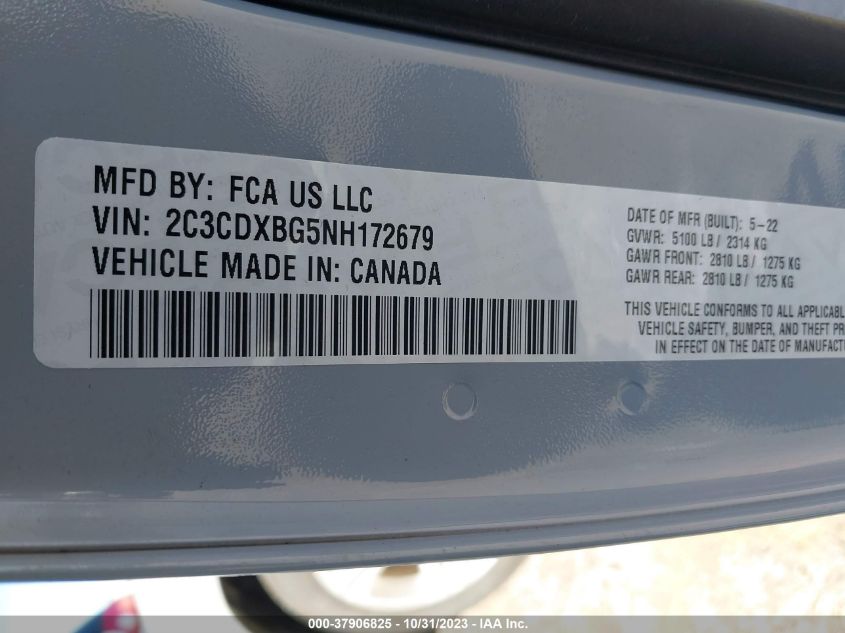 MFD BY: FCA US LLC
VIN: 2C3CDXBG5NH172679
VEHICLE MADE IN: CANADA
DATE OF MFR (BUILT): 5-22
GVWR: 5100 LB / 2314 KG
GAWR FRONT: 2810 LB / 1275 KG
GAWR REAR: 2810 LB / 1275 KG
THIS VEHICLE CONFORMS TO ALL APPLICABLE
VEHICLE SAFETY, BUMPER, AND THEFT PR
IN EFFECT ON THE DATE OF MANUFACT
000-37906825 - 10/31/2023 - IAA Inc.